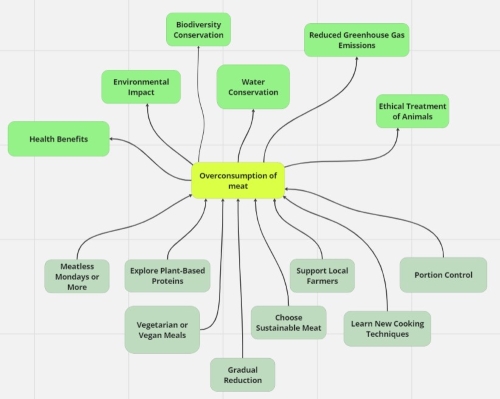 Biodiversity
Conservation
Reduced Greenhouse Gas
Emissions
Environmental
Impact
Water
Conservation
Ethical Treatment
of Animals
Health Benefits
Overconsumption of
meat
Meatless
Mondays or
More
Explore Plant-Based
Proteins
Support Local
Farmers
Portion Control
Vegetarian or
Vegan Meals
Choose
Sustainable Meat
Learn New Cooking
Techniques
Gradual
Reduction